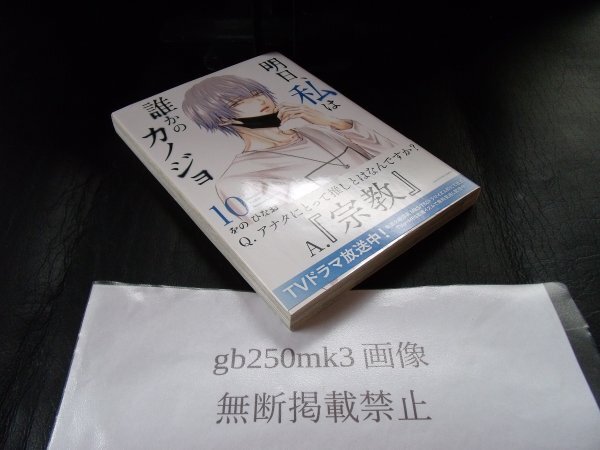 明日、私は
誰かの
カノジョ
10
をの ひなお
Q. アナタにとって推しとはなんですか?
A.『宗教』
TVドラマ放送中!
gb250mk3 画像
無断掲載禁止